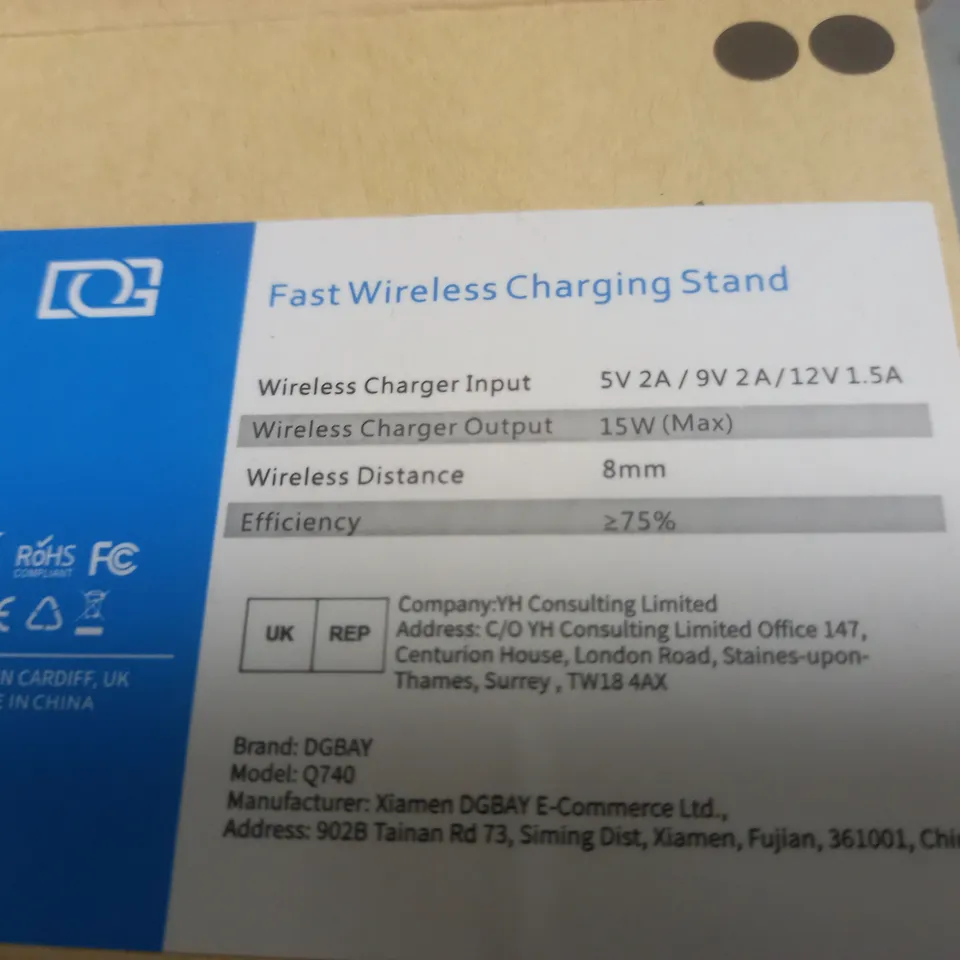 DG
Fast Wireless Charging Stand
Wireless Charger Input 5V 2A / 9V 2A/12V 1.5A
Wireless Charger Output 15W (Max)
Wireless Distance 8mm
Efficiency ≥75%
RoHS FC
COMPLIANT
CE
UK REP
Company:YH Consulting Limited
Address: C/O YH Consulting Limited Office 147,
Centurion House, London Road, Staines-upon-
Thames, Surrey , TW18 4AX
N CARDIFF, UK
E IN CHINA
Brand: DGBAY
Model: Q740
Manufacturer: Xiamen DGBAY E-Commerce Ltd.,
Address: 902B Tainan Rd 73, Siming Dist, Xiamen, Fujian, 361001, Chi